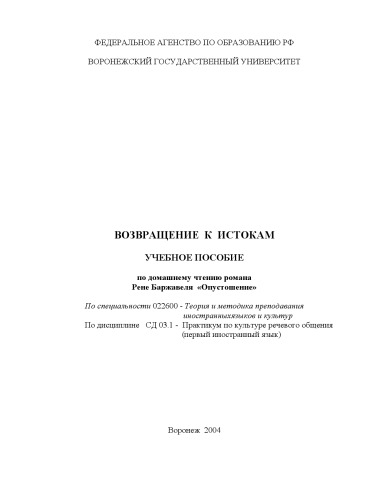 ФЕДЕРАЛЬНОЕ АГЕНСТВО ПО ОБРАЗОВАНИЮ РФ
ВОРОНЕЖСКИЙ ГОСУДАРСТВЕННЫЙ УНИВЕРСИТЕТ
ВОЗВРАЩЕНИЕ К ИСТОКАМ
УЧЕБНОЕ ПОСОБИЕ
по домашнему чтению романа
Рене Баржавеля «Опустошение»
По специальности 022600 - Теория и методика преподавания
иностранныхязыков и культур
По дисциплине СД 03.1 - Практикум по культуре речевого общения
(первый иностранный язык)
Воронеж 2004